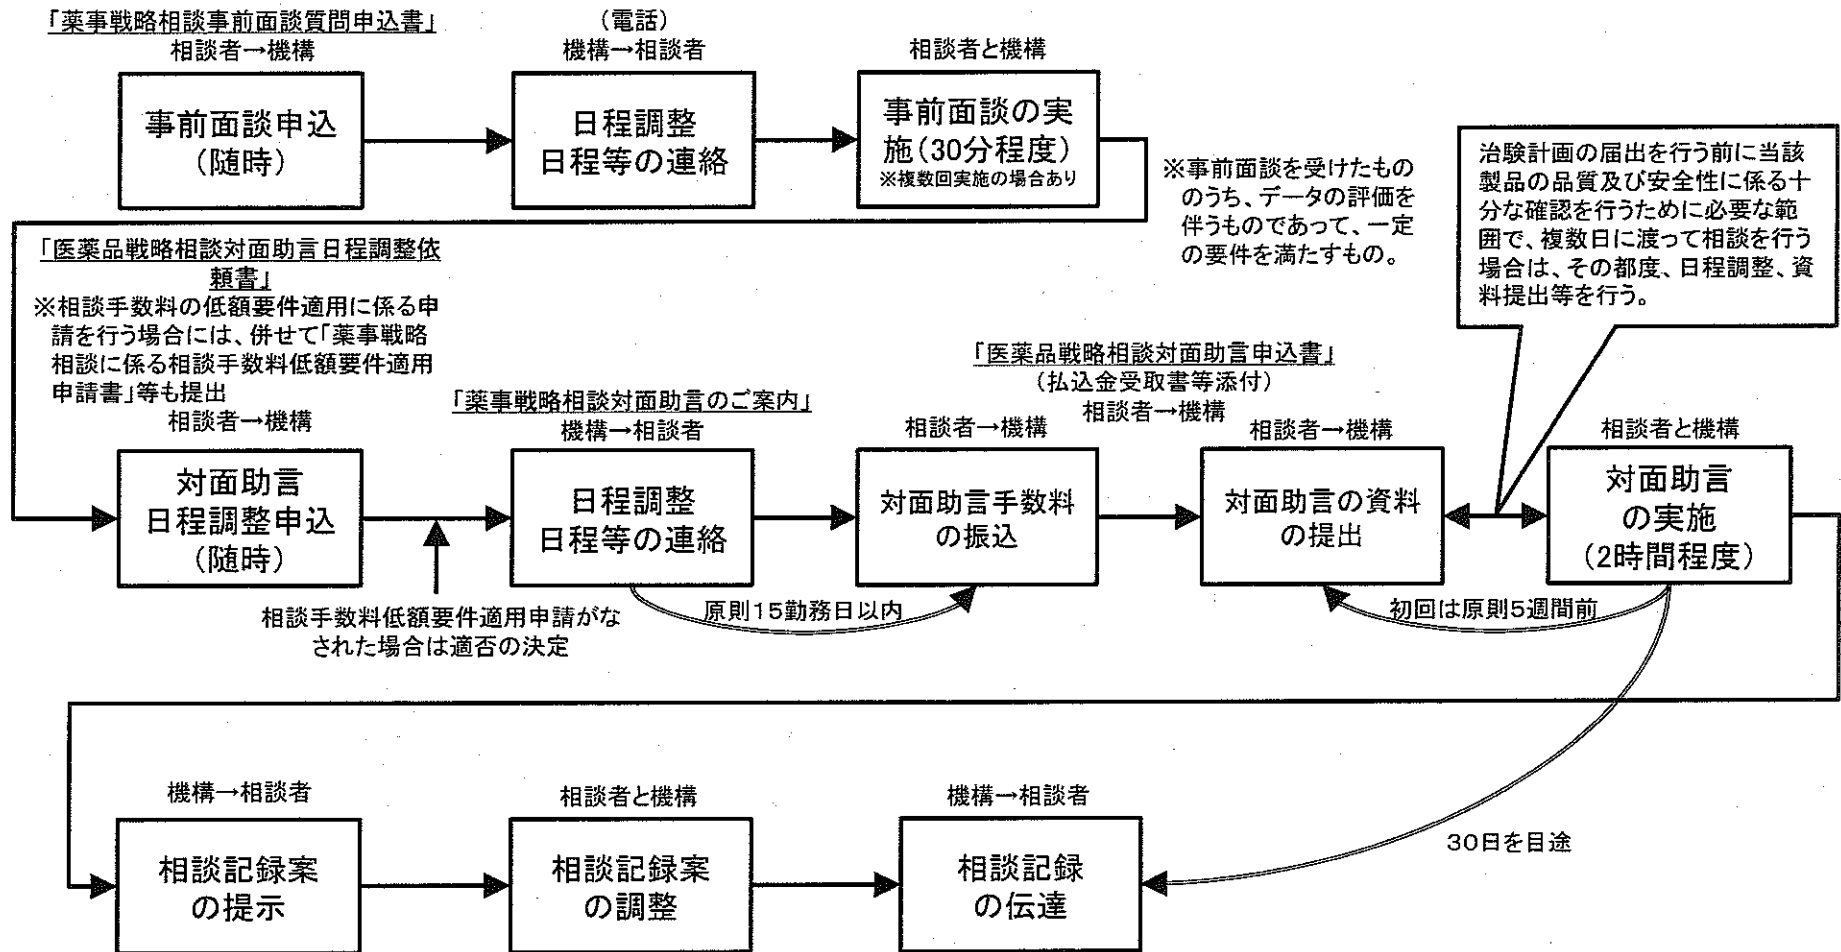 「薬事戦略相談事前面談質問申込書」
相談者→機構
事前面談申込
(随時)
(電話)
機構→相談者
日程調整
日程等の連絡
相談者と機構
事前面談の実
施(30分程度)
※複数回実施の場合あり
※事前面談を受けたもの
のうち、データの評価を
伴うものであって、一定
の要件を満たすもの。
治験計画の届出を行う前に当該
製品の品質及び安全性に係る十
分な確認を行うために必要な範
囲で、複数日に渡って相談を行う
場合は、その都度、日程調整、資
料提出等を行う。
「医薬品戦略相談対面助言日程調整依
頼書」
※相談手数料の低額要件適用に係る申
請を行う場合には、併せて「薬事戦略
相談に係る相談手数料低額要件適用
申請書」等も提出
相談者→機構
対面助言
日程調整申込
(随時)
相談手数料低額要件適用申請がな
された場合は適否の決定
「薬事戦略相談対面助言のご案内」
機構→相談者
日程調整
日程等の連絡
原則15勤務日以内
相談者→機構
対面助言手数料
の振込
「医薬品戦略相談対面助言申込書」
(払込金受取書等添付)
相談者→機構
相談者→機構
対面助言の資料
の提出
初回は原則5週間前
相談者と機構
対面助言
の実施
(2時間程度)
機構→相談者
相談記録案
の提示
相談者と機構
相談記録案
の調整
機構→相談者
相談記録
の伝達
30日を目途